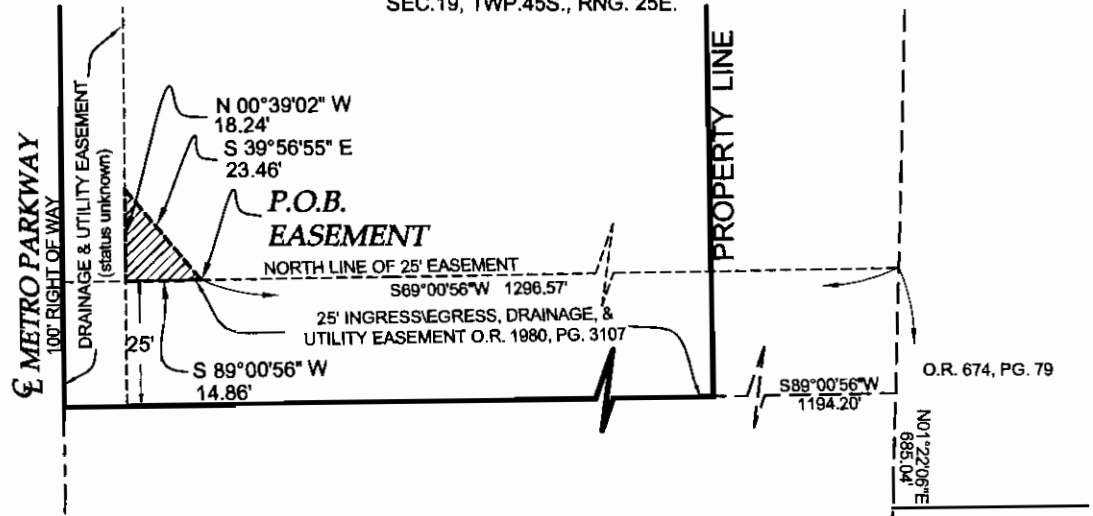 SEC.19, TWP.45S., RNG. 25E.
℄ METRO PARKWAY
100' RIGHT OF WAY
DRAINAGE & UTILITY EASEMENT
(status unknown)
N 00°39'02" W
18.24'
S 39°56'55" E
23.46'
P.O.B.
EASEMENT
NORTH LINE OF 25' EASEMENT
S69°00'56"W 1296.57'
25' INGRESS\EGRESS, DRAINAGE, &
UTILITY EASEMENT O.R. 1980, PG. 3107
25'
S 89°00'56" W
14.86'
PROPERTY LINE
S89°00'56"W
1194.20'
O.R. 674, PG. 79
N01°22'06"E
685.04'